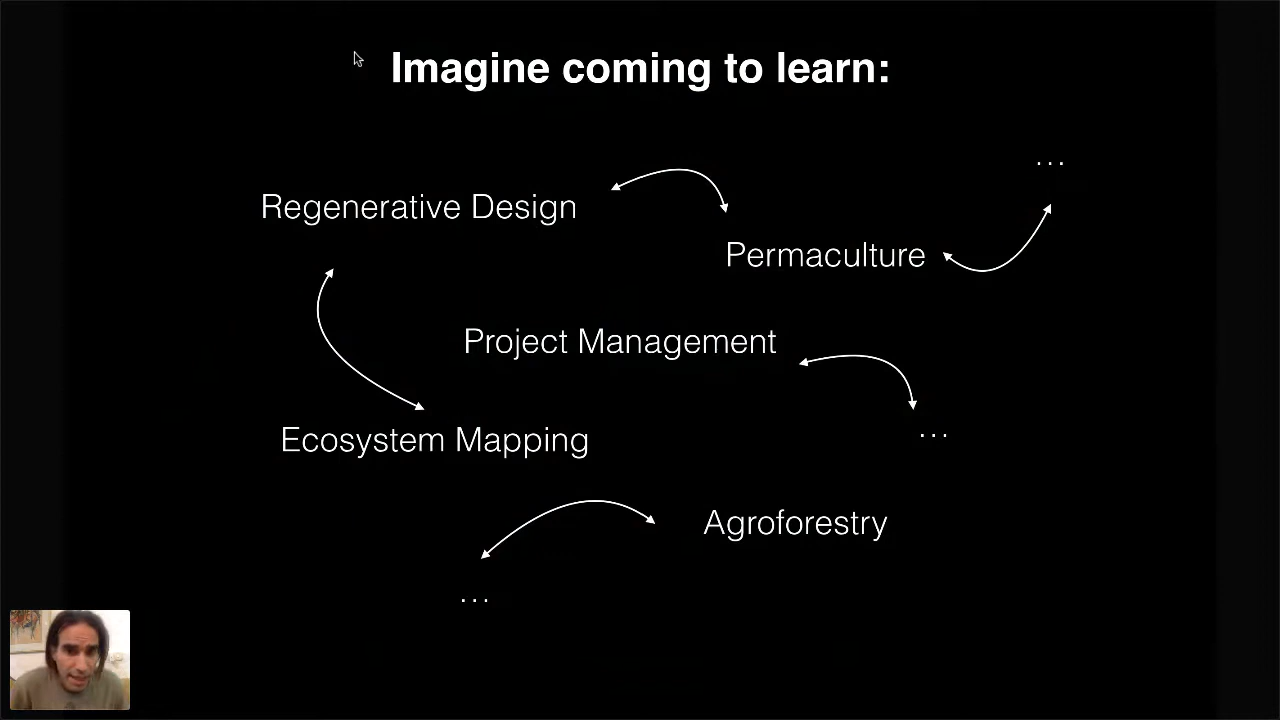 Imagine coming to learn:
...
Regenerative Design
Permaculture
Project Management
...
Ecosystem Mapping
Agroforestry
...